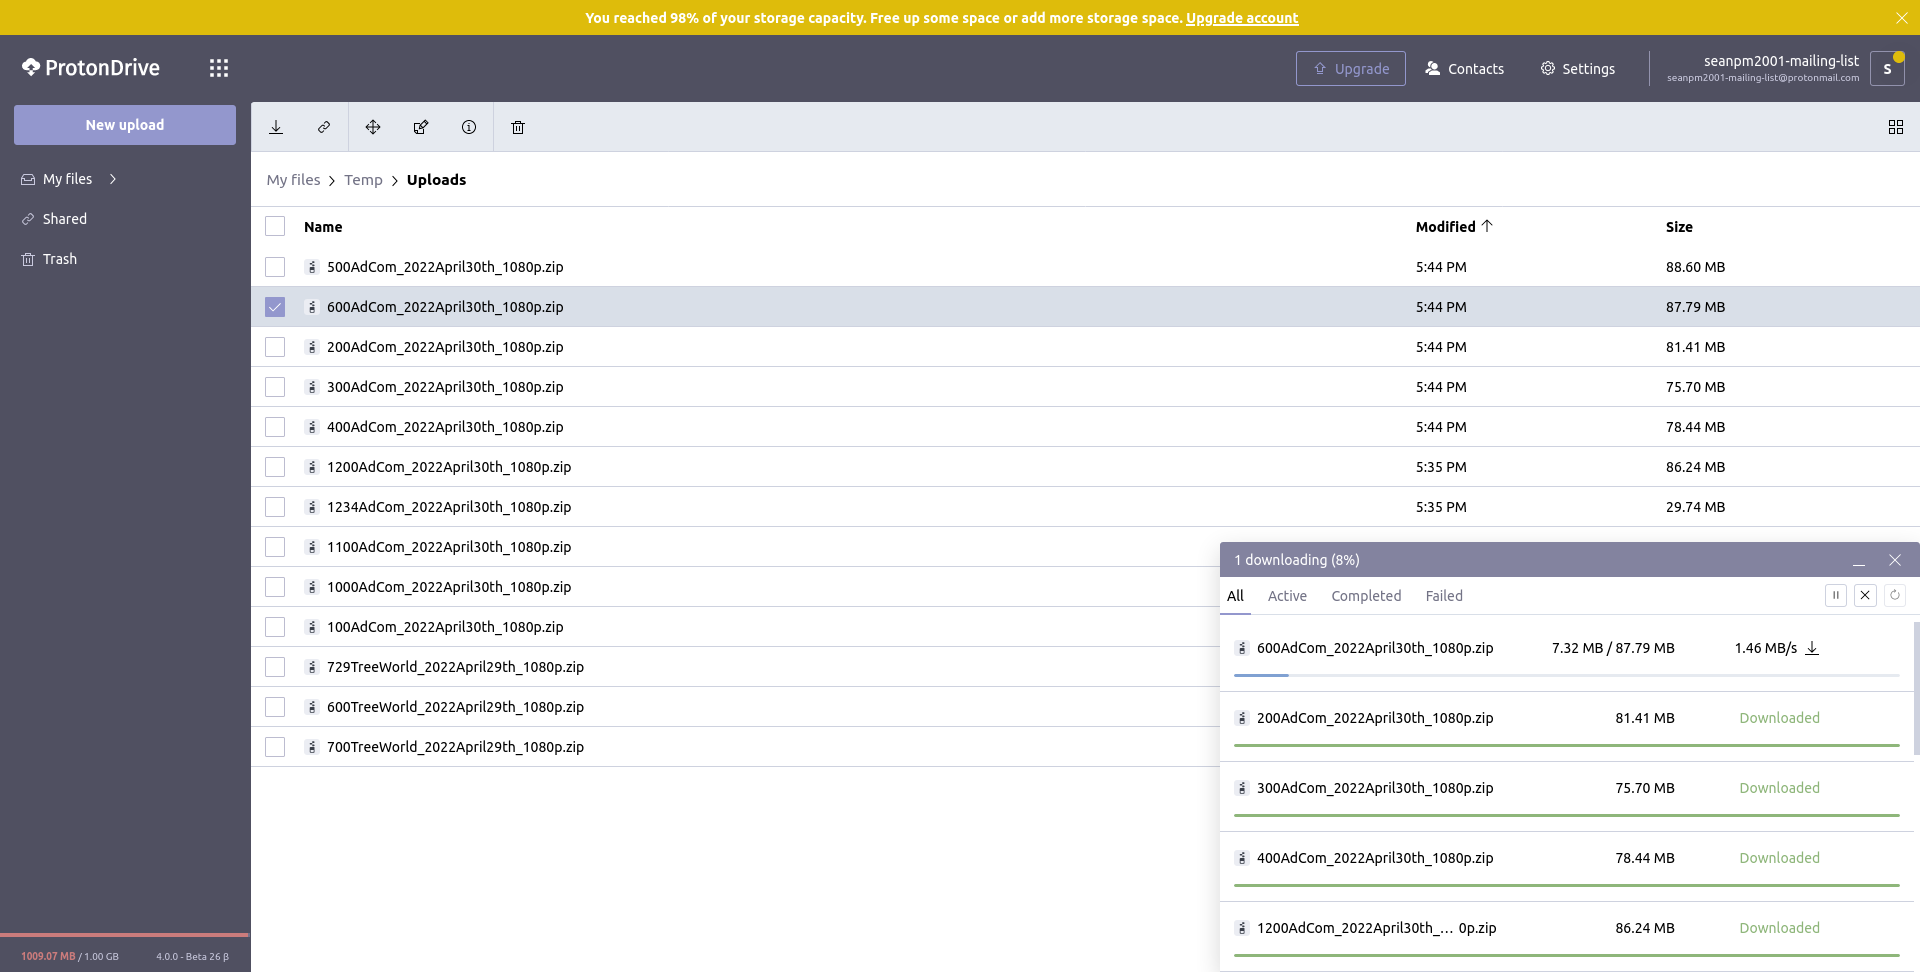 You reached 98% of your storage capacity. Free up some space or add more storage space. Upgrade account
ProtonDrive
Upgrade
Contacts
Settings
seanpm2001-mailing-list
seanpm2001-mailing-list@protonmail.com
S
New upload
My files
Shared
Trash
My files > Temp > Uploads
Name Modified Size
500AdCom_2022April30th_1080p.zip 5:44 PM 88.60 MB
600AdCom_2022April30th_1080p.zip 5:44 PM 87.79 MB
200AdCom_2022April30th_1080p.zip 5:44 PM 81.41 MB
300AdCom_2022April30th_1080p.zip 5:44 PM 75.70 MB
400AdCom_2022April30th_1080p.zip 5:44 PM 78.44 MB
1200AdCom_2022April30th_1080p.zip 5:35 PM 86.24 MB
1234AdCom_2022April30th_1080p.zip 5:35 PM 29.74 MB
1100AdCom_2022April30th_1080p.zip
1000AdCom_2022April30th_1080p.zip
100AdCom_2022April30th_1080p.zip
729TreeWorld_2022April29th_1080p.zip
600TreeWorld_2022April29th_1080p.zip
700TreeWorld_2022April29th_1080p.zip
1 downloading (8%)
All Active Completed Failed
600AdCom_2022April30th_1080p.zip 7.32 MB / 87.79 MB 1.46 MB/s
200AdCom_2022April30th_1080p.zip 81.41 MB Downloaded
300AdCom_2022April30th_1080p.zip 75.70 MB Downloaded
400AdCom_2022April30th_1080p.zip 78.44 MB Downloaded
1200AdCom_2022April30th_… 0p.zip 86.24 MB Downloaded
1009.07 MB / 1.00 GB 4.0.0 - Beta 26 β